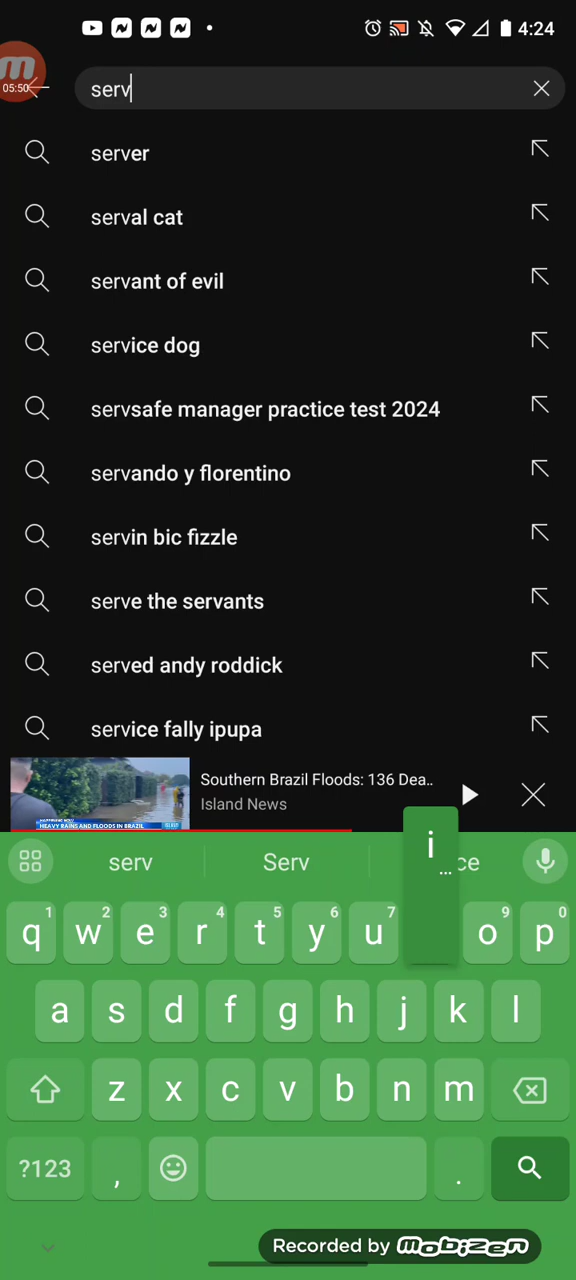 4:24
m
05:50
serv
server
serval cat
servant of evil
service dog
servsafe manager practice test 2024
servando y florentino
servin bic fizzle
serve the servants
served andy roddick
service fally ipupa
Southern Brazil Floods: 136 Dea..
Island News
HEAVY RAINS AND FLOODS IN BRAZIL
serv Serv ce
i
...
1 2 3 4 5 6 7 9 0
q w e r t y u o p
a s d f g h j k l
z x c v b n m
?123 , .
Recorded by mobizen